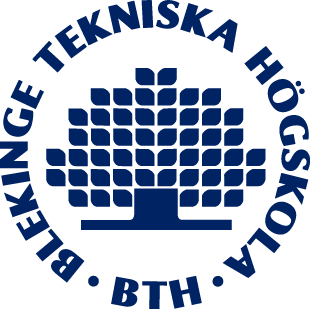 BLEKINGE TEKNISKA HÖGSKOLA
• BTH •